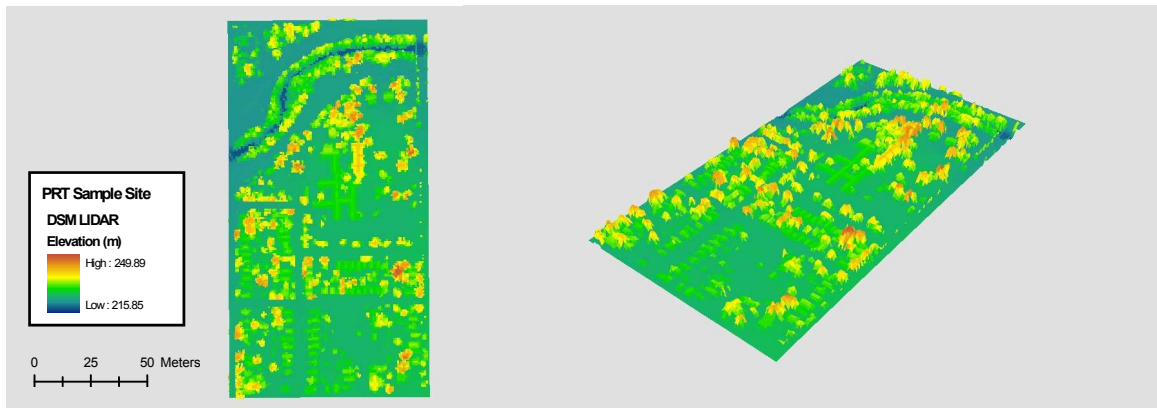 PRT Sample Site
DSM LIDAR
Elevation (m)
High : 249.89
Low : 215.85
0 25 50 Meters